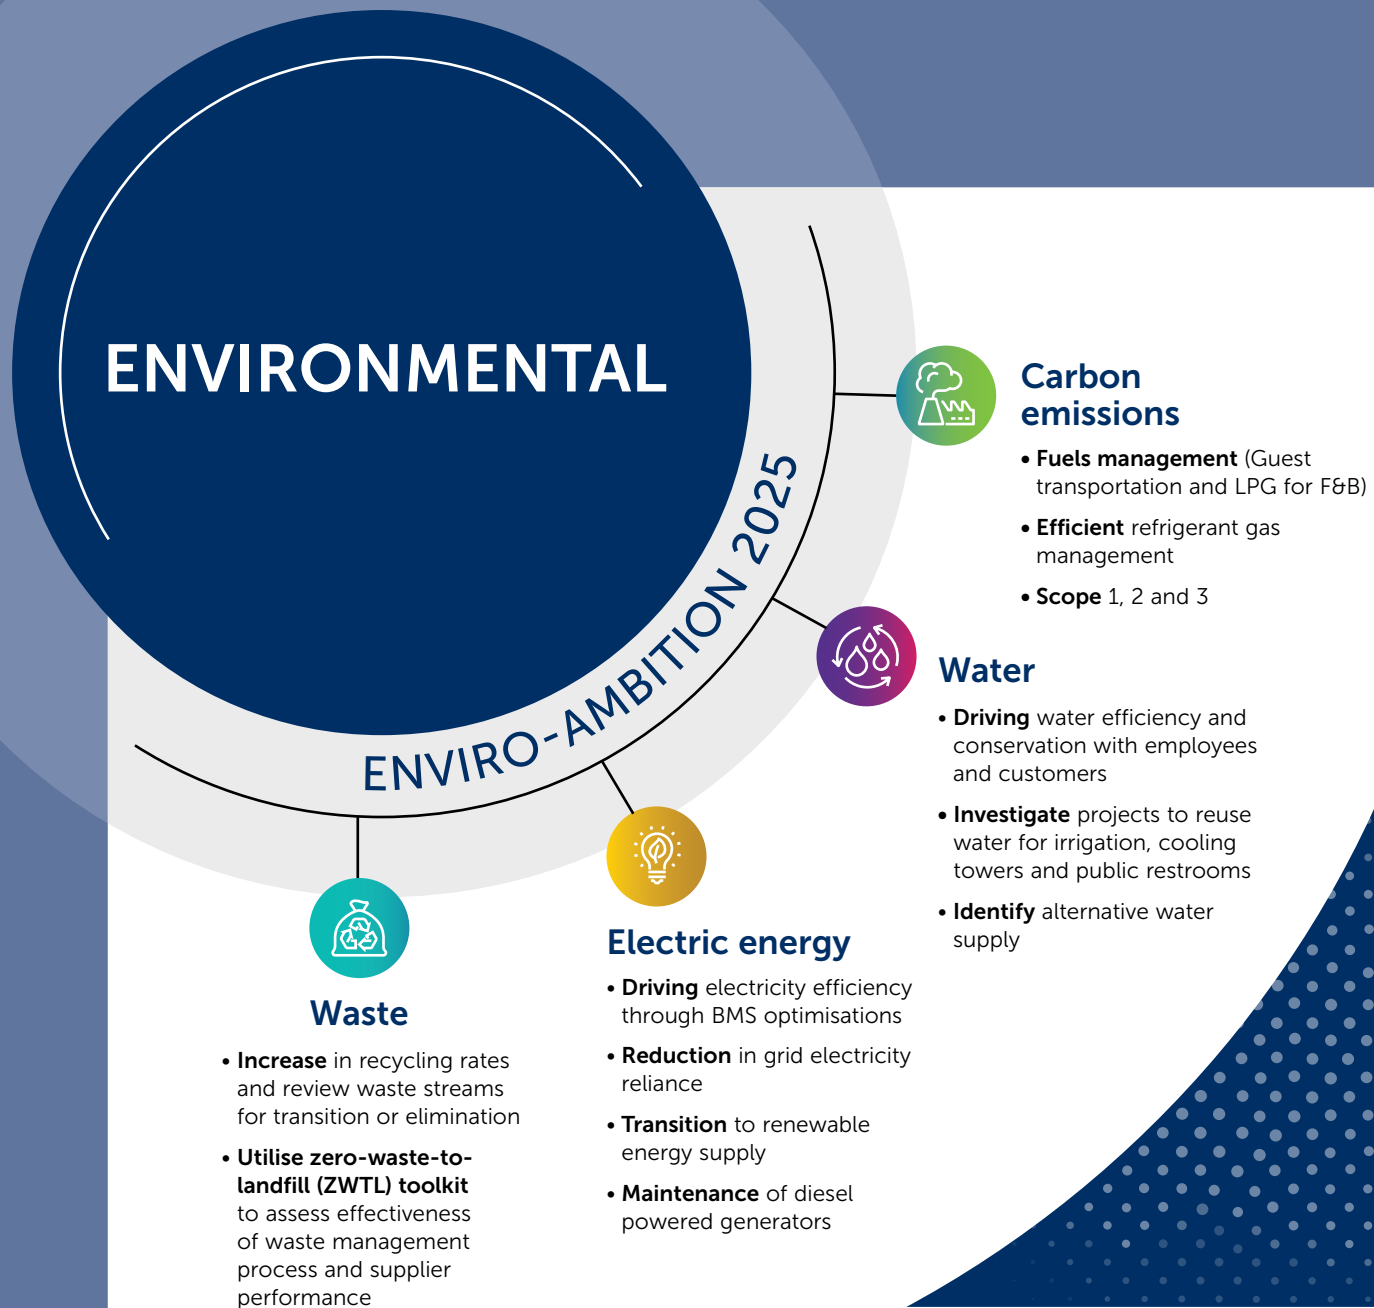 ENVIRONMENTAL
ENVIRO-AMBITION 2025
Carbon
emissions
• Fuels management (Guest
transportation and LPG for F&B)
• Efficient refrigerant gas
management
• Scope 1, 2 and 3
Water
• Driving water efficiency and
conservation with employees
and customers
• Investigate projects to reuse
water for irrigation, cooling
towers and public restrooms
• Identify alternative water
supply
Electric energy
• Driving electricity efficiency
through BMS optimisations
• Reduction in grid electricity
reliance
• Transition to renewable
energy supply
• Maintenance of diesel
powered generators
Waste
• Increase in recycling rates
and review waste streams
for transition or elimination
• Utilise zero-waste-to-
landfill (ZWTL) toolkit
to assess effectiveness
of waste management
process and supplier
performance